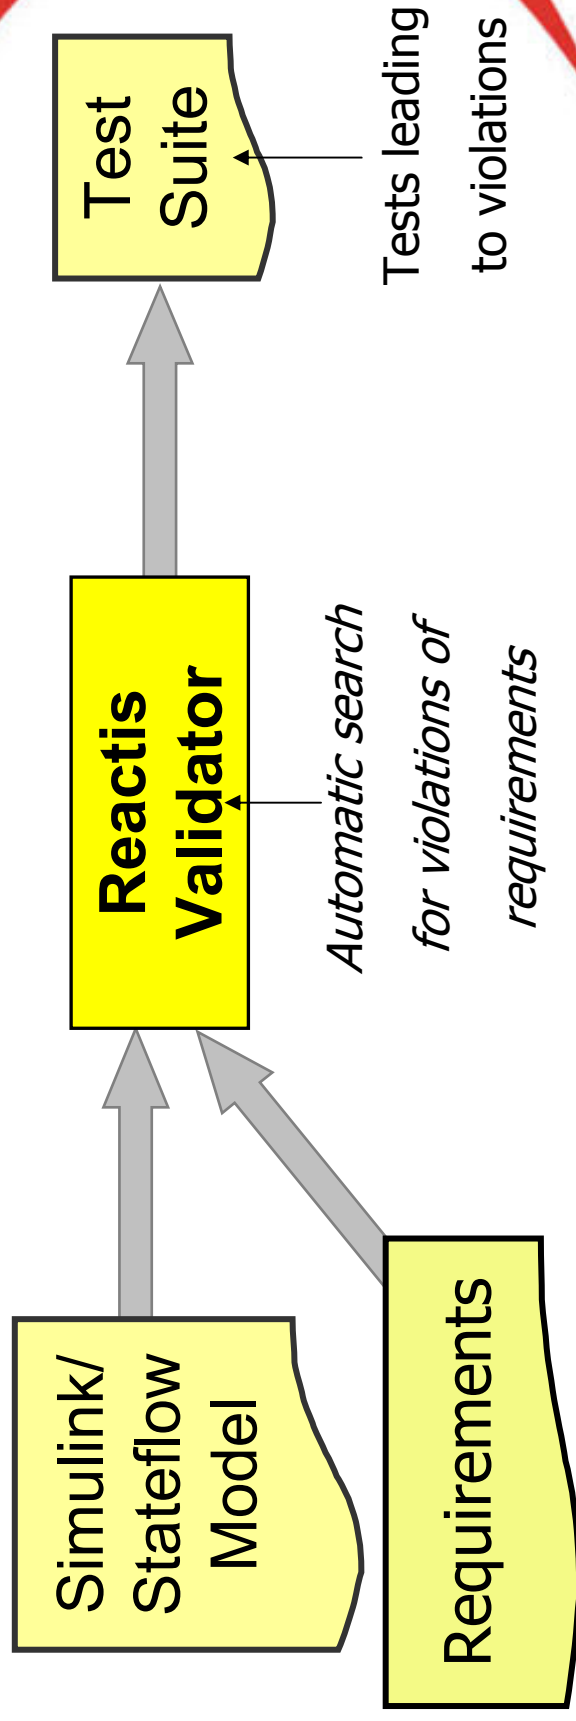 Simulink/
Stateflow
Model
Requirements
Reactis
Validator
Automatic search
for violations of
requirements
Test
Suite
Tests leading
to violations